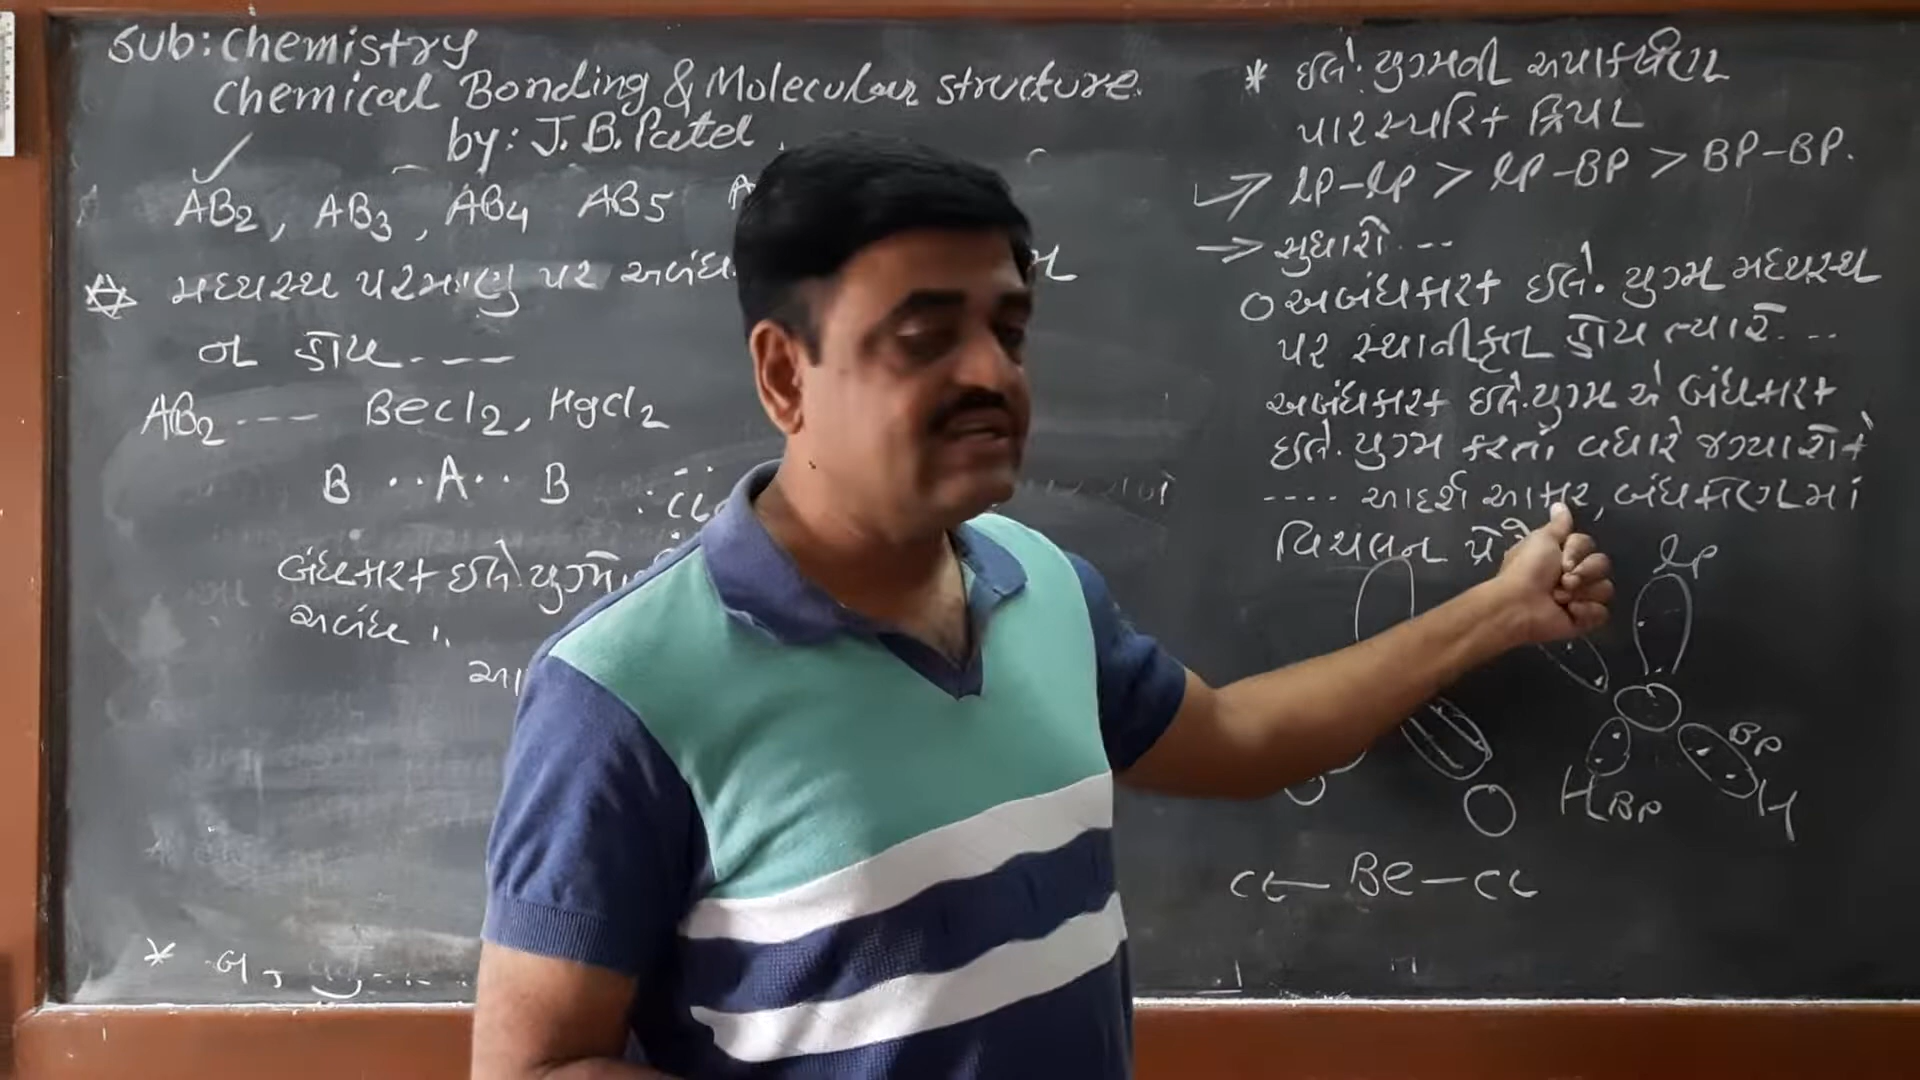 Sub: Chemistry
Chemical Bonding & Molecular structure.
by: J. B. Patel
AB2, AB3, AB4 AB5
મધ્યસ્થ પરમાણુ પર અબંધ
ન હોય ----
AB2 --- BeCl2, HgCl2
B ··A·· B
બંધકારક ઇલે. યુગ્મ
અબંધ
* ઇલે. યુગ્મની અપાકર્ષણ
પારસ્પરિક ક્રિયા
→ lp-lp > lp-BP > BP-BP.
→ સુધારો ---
O અબંધકારક ઇલે. યુગ્મ મધ્યસ્થ
પર સ્થાનીકૃત હોય ત્યારે ---
અબંધકારક ઇલે. યુગ્મ એ બંધકારક
ઇલે. યુગ્મ કરતાં વધારે જગ્યા રોકે
---- આદર્શ આકાર, બંધકોણમાં
વિચલન
lp
BP
H BP H
Cl — Be — Cl